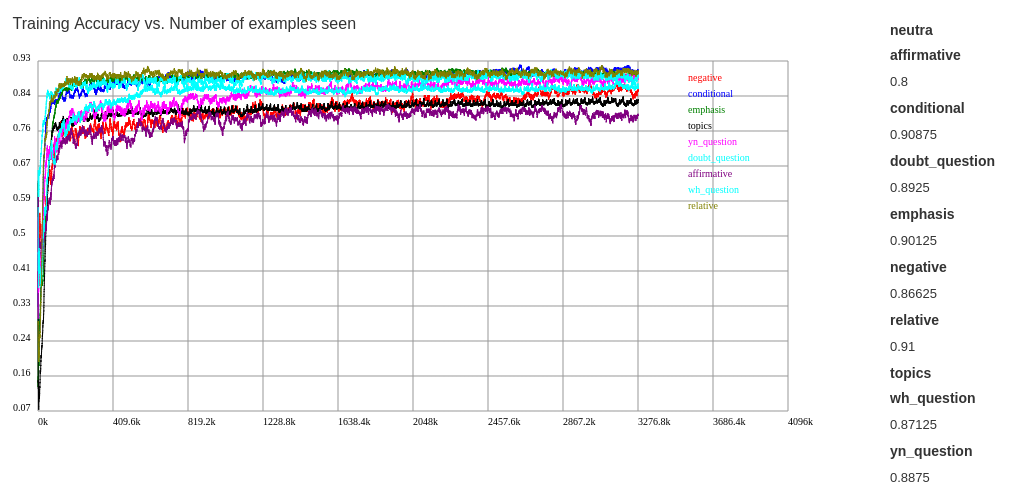 Training Accuracy vs. Number of examples seen
0.93
0.84
0.76
0.67
0.59
0.5
0.41
0.33
0.24
0.16
0.07
0k
409.6k
819.2k
1228.8k
1638.4k
2048k
2457.6k
2867.2k
3276.8k
3686.4k
4096k
negative
conditional
emphasis
topics
yn_question
doubt_question
affirmative
wh_question
relative
neutra
affirmative
0.8
conditional
0.90875
doubt_question
0.8925
emphasis
0.90125
negative
0.86625
relative
0.91
topics
wh_question
0.87125
yn_question
0.8875